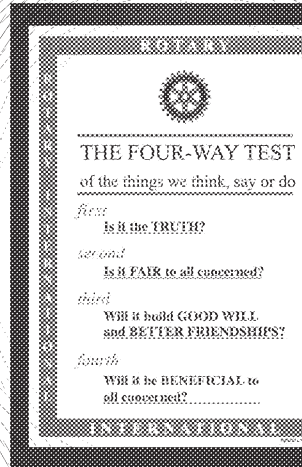 ROTARY
THE FOUR-WAY TEST
of the things we think, say or do
first
Is it the TRUTH?
second
Is it FAIR to all concerned?
third
Will it build GOOD WILL
and BETTER FRIENDSHIPS?
fourth
Will it be BENEFICIAL to
all concerned?
INTERNATIONAL